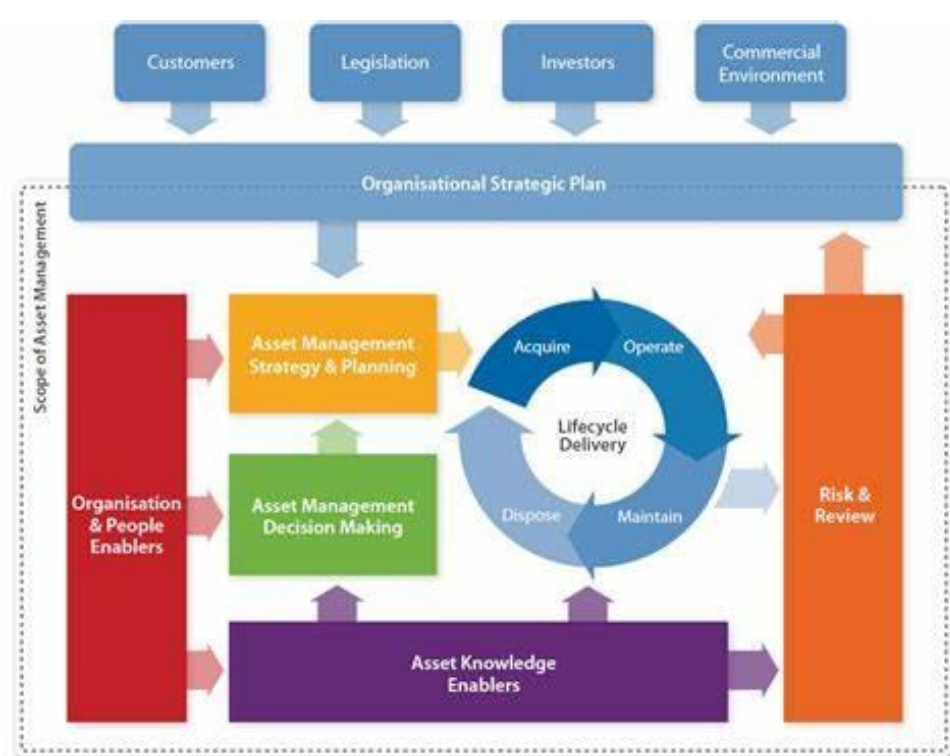 Customers
Legislation
Investors
Commercial
Environment
Organisational Strategic Plan
Scope of Asset Management
Asset Management
Strategy & Planning
Acquire
Operate
Lifecycle
Delivery
Organisation
& People
Enablers
Asset Management
Decision Making
Dispose
Maintain
Risk &
Review
Asset Knowledge
Enablers